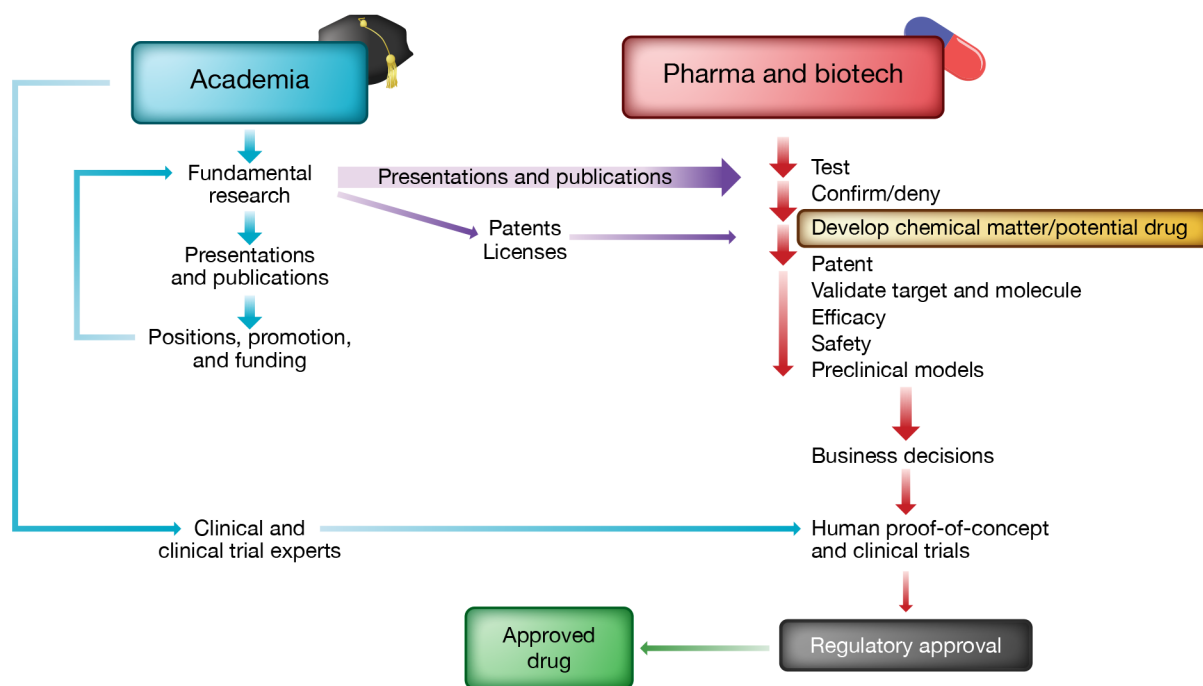 Academia
Pharma and biotech
Fundamental
research
Presentations
and publications
Positions, promotion,
and funding
Presentations and publications
Patents
Licenses
Test
Confirm/deny
Develop chemical matter/potential drug
Patent
Validate target and molecule
Efficacy
Safety
Preclinical models
Business decisions
Clinical and
clinical trial experts
Human proof-of-concept
and clinical trials
Approved
drug
Regulatory approval